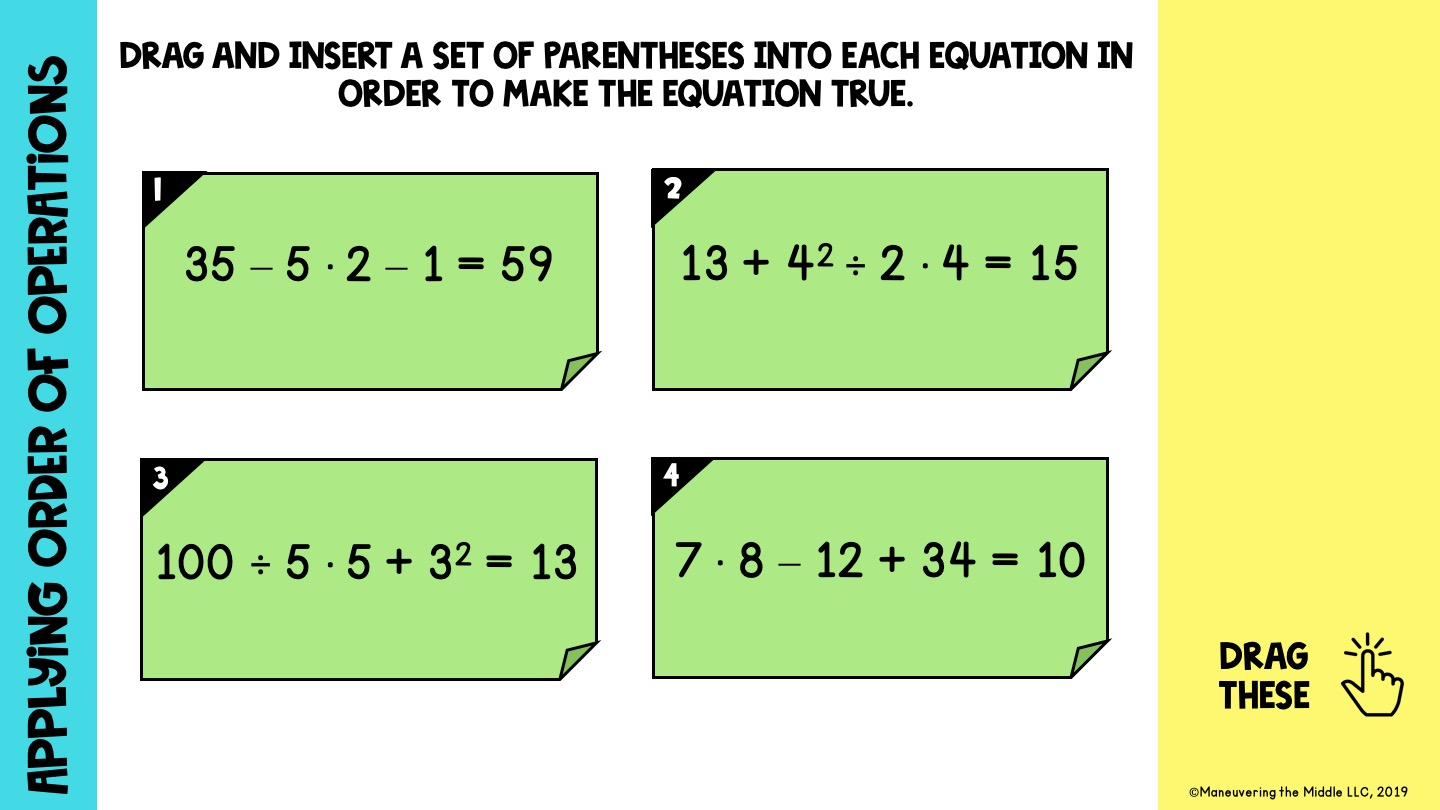 APPLYiNG ORDER OF OPERATiONS
DRAG AND INSERT A SET OF PARENTHESES INTO EACH EQUATION IN
ORDER TO MAKE THE EQUATION TRUE.
1
35 – 5 · 2 – 1 = 59
2
13 + 4² ÷ 2 · 4 = 15
3
100 ÷ 5 · 5 + 3² = 13
4
7 · 8 – 12 + 34 = 10
DRAG
THESE
©Maneuvering the Middle LLC, 2019